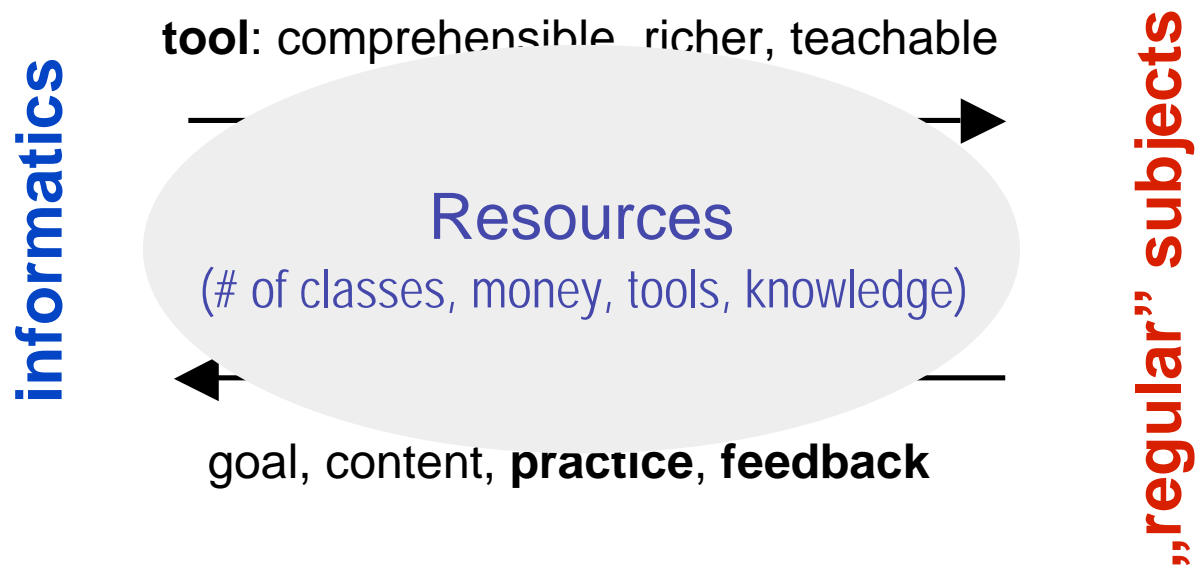 tool: comprehensible, richer, teachable
informatics
Resources
(# of classes, money, tools, knowledge)
„regular” subjects
goal, content, practice, feedback